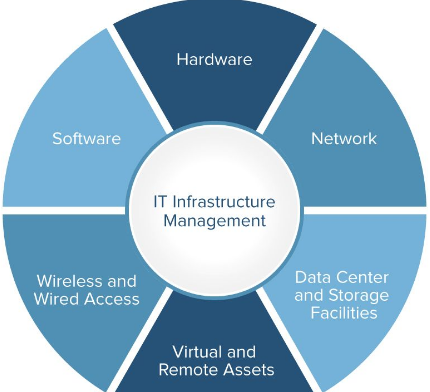 Hardware
Software
Network
IT Infrastructure
Management
Wireless and
Wired Access
Data Center
and Storage
Facilities
Virtual and
Remote Assets